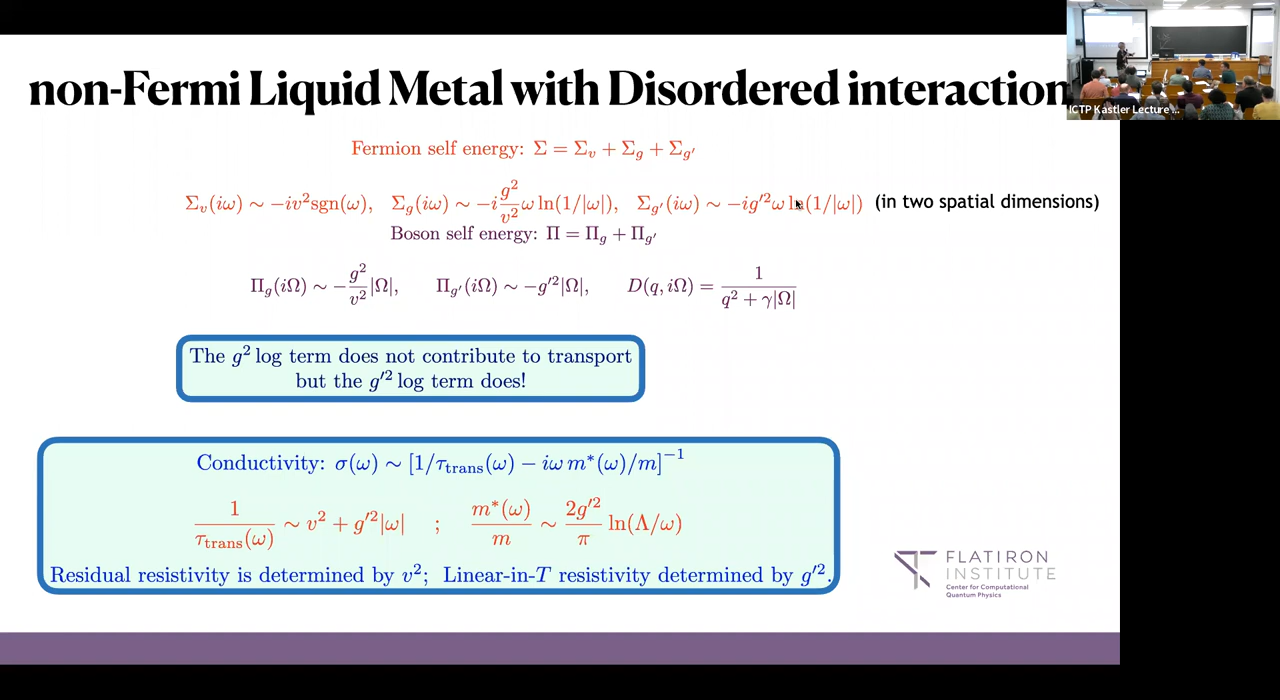 non-Fermi Liquid Metal with Disordered interaction
ICTP Kastler Lecture ...
Fermion self energy: Σ = Σ_v + Σ_g + Σ_{g′}
Σ_v(iω) ∼ −iv²sgn(ω), Σ_g(iω) ∼ −i g²/v² ω ln(1/|ω|), Σ_{g′}(iω) ∼ −ig′²ω ln(1/|ω|) (in two spatial dimensions)
Boson self energy: Π = Π_g + Π_{g′}
Π_g(iΩ) ∼ −g²/v² |Ω|, Π_{g′}(iΩ) ∼ −g′²|Ω|, D(q, iΩ) = 1/(q² + γ|Ω|)
The g² log term does not contribute to transport
but the g′² log term does!
Conductivity: σ(ω) ∼ [1/τ_trans(ω) − iω m*(ω)/m]⁻¹
1/τ_trans(ω) ∼ v² + g′²|ω| ; m*(ω)/m ∼ 2g′²/π ln(Λ/ω)
Residual resistivity is determined by v²; Linear-in-T resistivity determined by g′².
FLATIRON
INSTITUTE
Center for Computational
Quantum Physics